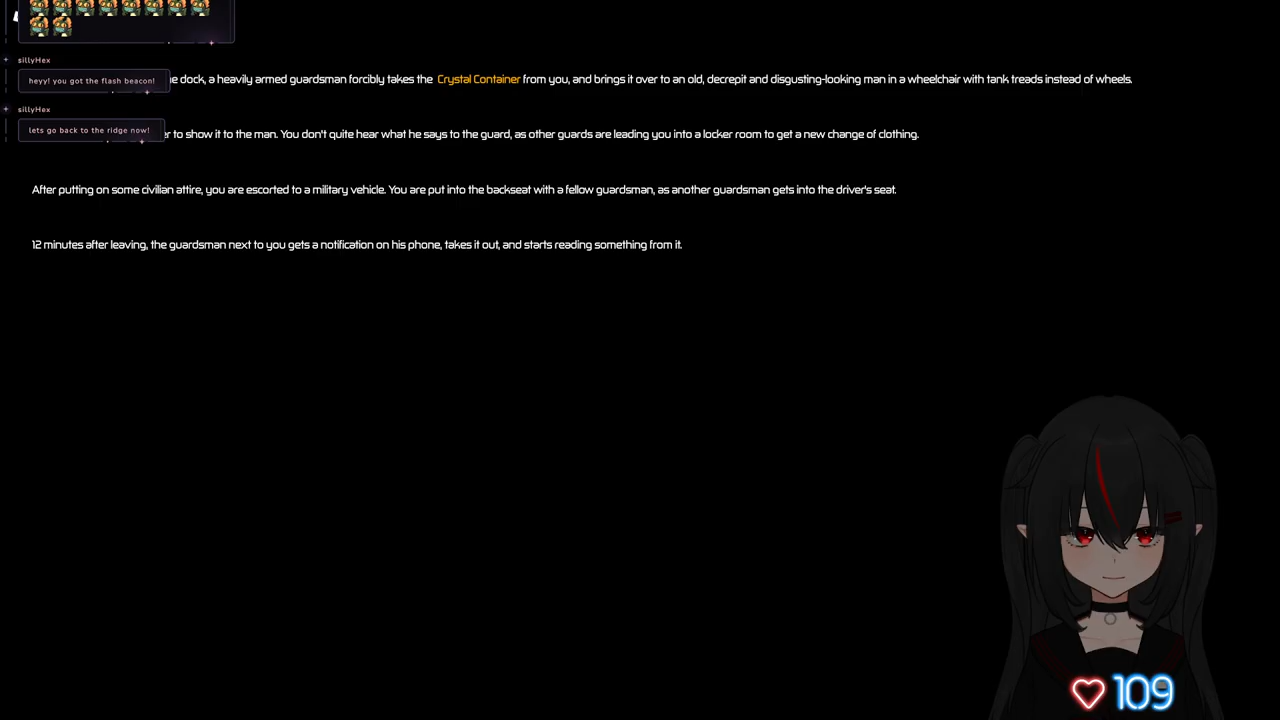 sillyHex
heyy! you got the flash beacon!
dock, a heavily armed guardsman forcibly takes the Crystal Container from you, and brings it over to an old, decrepit and disgusting-looking man in a wheelchair with tank treads instead of wheels.
sillyHex
lets go back to the ridge now!
to show it to the man. You don't quite hear what he says to the guard, as other guards are leading you into a locker room to get a new change of clothing.
After putting on some civilian attire, you are escorted to a military vehicle. You are put into the backseat with a fellow guardsman, as another guardsman gets into the driver's seat.
12 minutes after leaving, the guardsman next to you gets a notification on his phone, takes it out, and starts reading something from it.
109